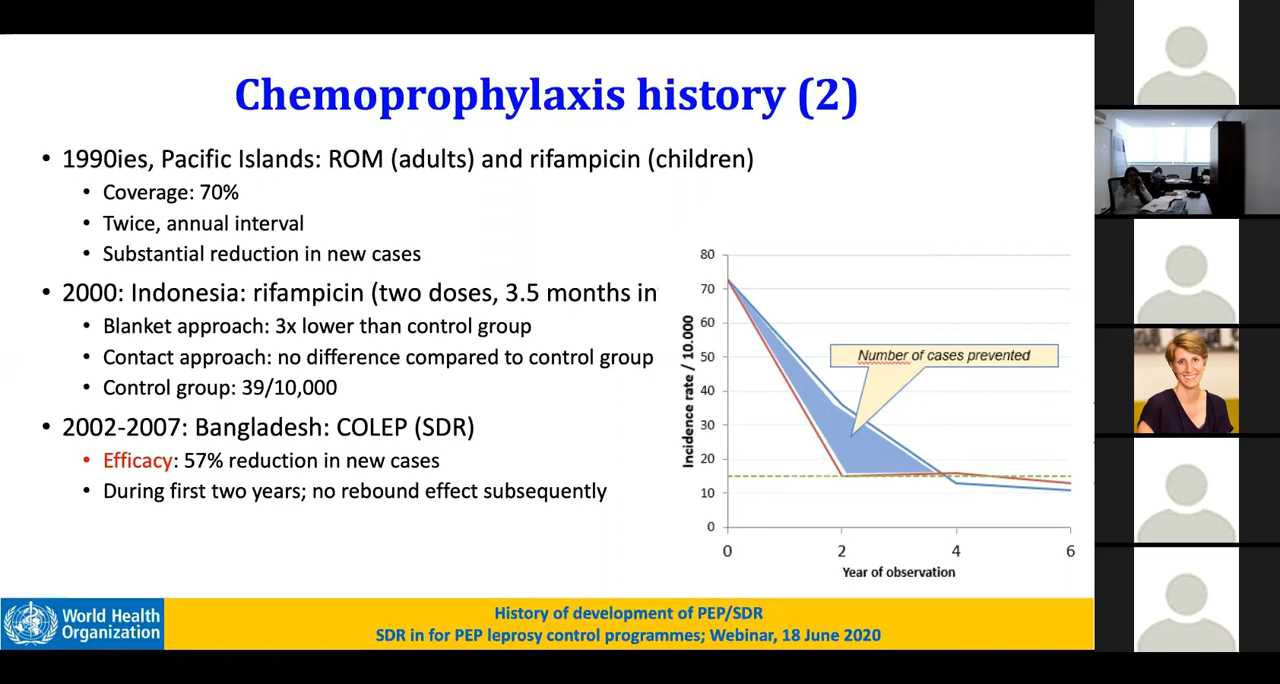 Chemoprophylaxis history (2)
• 1990ies, Pacific Islands: ROM (adults) and rifampicin (children)
• Coverage: 70%
• Twice, annual interval
• Substantial reduction in new cases
• 2000: Indonesia: rifampicin (two doses, 3.5 months in
• Blanket approach: 3x lower than control group
• Contact approach: no difference compared to control group
• Control group: 39/10,000
• 2002-2007: Bangladesh: COLEP (SDR)
• Efficacy: 57% reduction in new cases
• During first two years; no rebound effect subsequently
80
70
60
50
40
30
20
10
0
Incidence rate / 10.000
Number of cases prevented
0 2 4 6
Year of observation
World Health
Organization
History of development of PEP/SDR
SDR in for PEP leprosy control programmes; Webinar, 18 June 2020